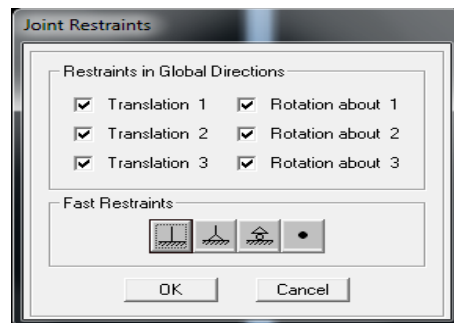 Joint Restraints
Restraints in Global Directions
Translation 1 Rotation about 1
Translation 2 Rotation about 2
Translation 3 Rotation about 3
Fast Restraints
OK Cancel